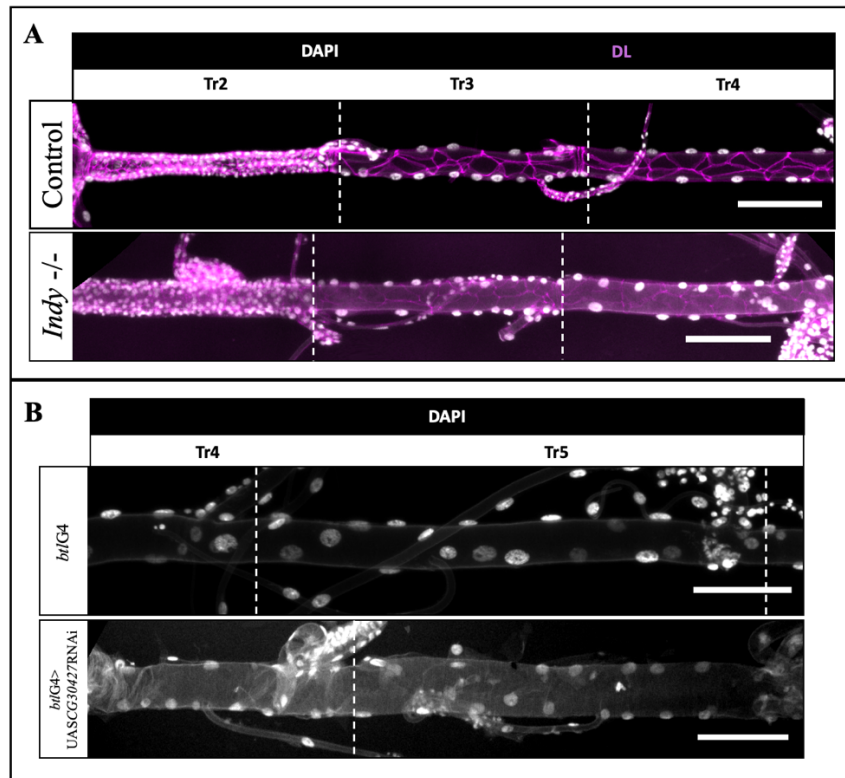 A
DAPI DL
Tr2 Tr3 Tr4
Control
Indy -/-
B
DAPI
Tr4 Tr5
btlG4
btlG4>
UASCG30427RNAi